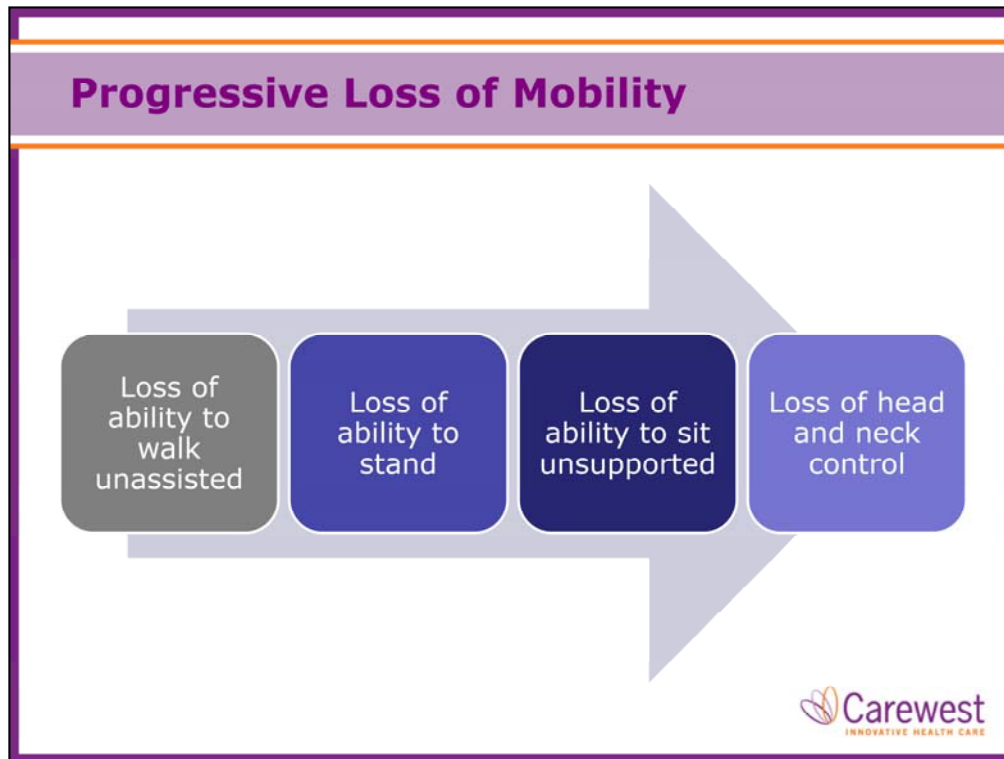 Progressive Loss of Mobility
Loss of
ability to
walk
unassisted
Loss of
ability to
stand
Loss of
ability to sit
unsupported
Loss of head
and neck
control
Carewest
INNOVATIVE HEALTH CARE